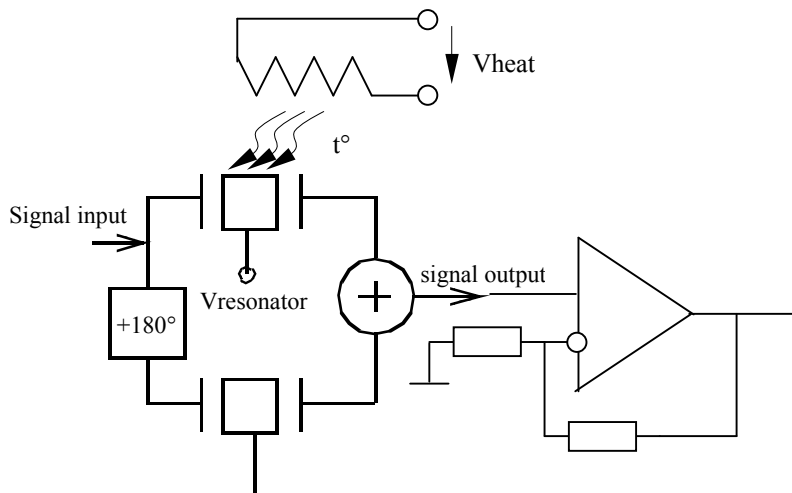 Vheat
t°
Signal input
Vresonator
signal output
+180°